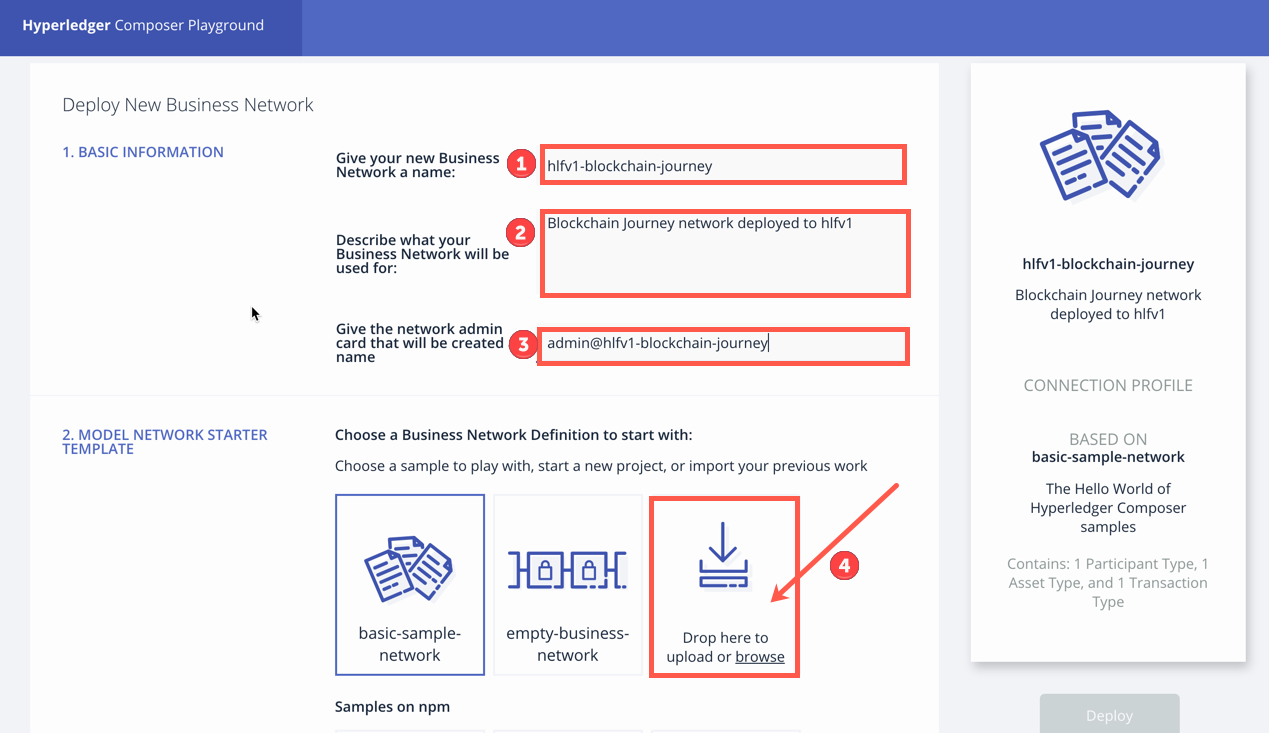 Hyperledger Composer Playground
Deploy New Business Network
1. BASIC INFORMATION
Give your new Business
Network a name:
1
hlfv1-blockchain-journey
Describe what your
Business Network will be
used for:
2
Blockchain Journey network deployed to hlfv1
Give the network admin
card that will be created
name
3
admin@hlfv1-blockchain-journey
2. MODEL NETWORK STARTER
TEMPLATE
Choose a Business Network Definition to start with:
Choose a sample to play with, start a new project, or import your previous work
basic-sample-
network
empty-business-
network
Drop here to
upload or browse
4
Samples on npm
hlfv1-blockchain-journey
Blockchain Journey network
deployed to hlfv1
CONNECTION PROFILE
BASED ON
basic-sample-network
The Hello World of
Hyperledger Composer
samples
Contains: 1 Participant Type, 1
Asset Type, and 1 Transaction
Type
Deploy